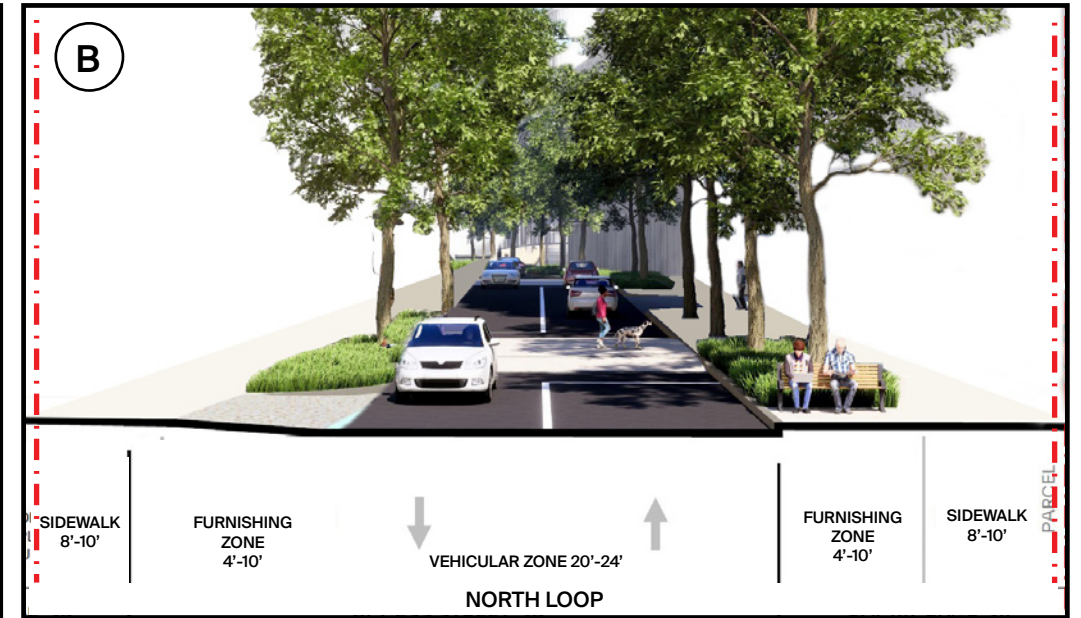 B
SIDEWALK
8’-10’
FURNISHING
ZONE
4’-10’
VEHICULAR ZONE 20’-24’
FURNISHING
ZONE
4’-10’
SIDEWALK
8’-10’
PARCEL
NORTH LOOP